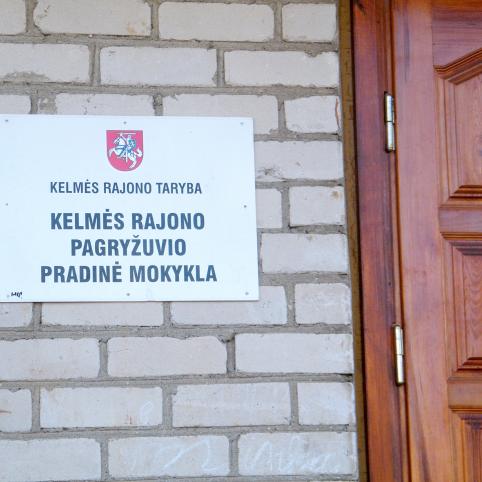 KELMĖS RAJONO TARYBA
KELMĖS RAJONO
PAGRYŽUVIO
PRADINĖ MOKYKLA